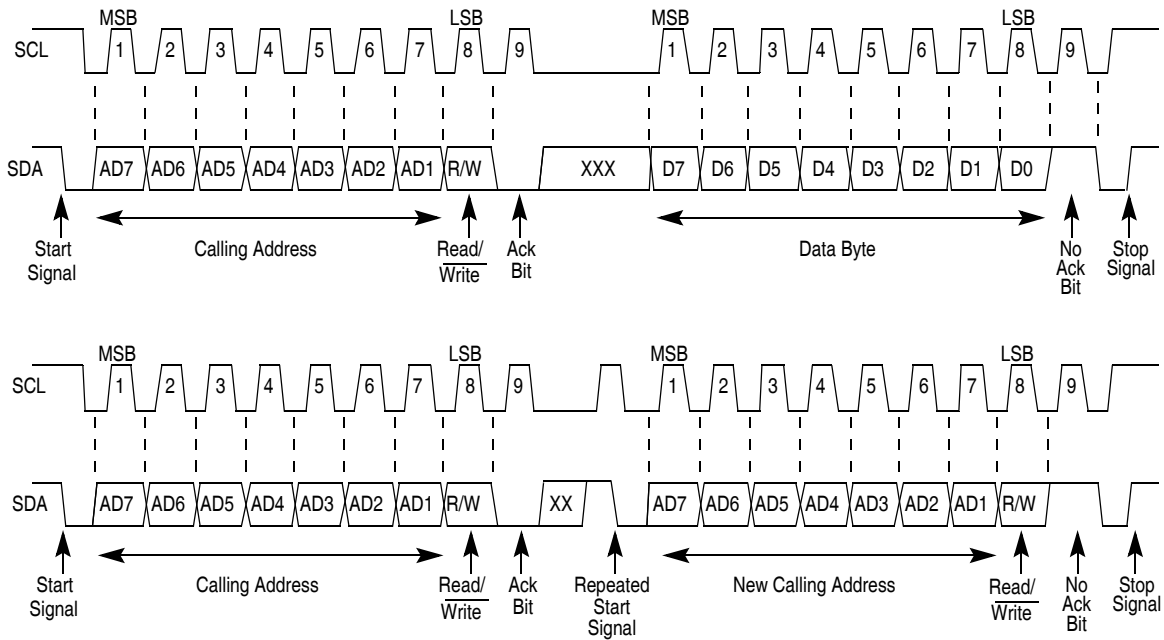 MSB LSB MSB LSB
SCL 1 2 3 4 5 6 7 8 9 1 2 3 4 5 6 7 8 9
SDA AD7 AD6 AD5 AD4 AD3 AD2 AD1 R/W XXX D7 D6 D5 D4 D3 D2 D1 D0
Start Calling Address Read/ Ack Data Byte No Stop
Signal Write Bit Ack Signal
Bit
MSB LSB MSB LSB
SCL 1 2 3 4 5 6 7 8 9 1 2 3 4 5 6 7 8 9
SDA AD7 AD6 AD5 AD4 AD3 AD2 AD1 R/W XX AD7 AD6 AD5 AD4 AD3 AD2 AD1 R/W
Start Calling Address Read/ Ack Repeated New Calling Address Read/ No Stop
Signal Write Bit Start Write Ack Signal
Signal Bit